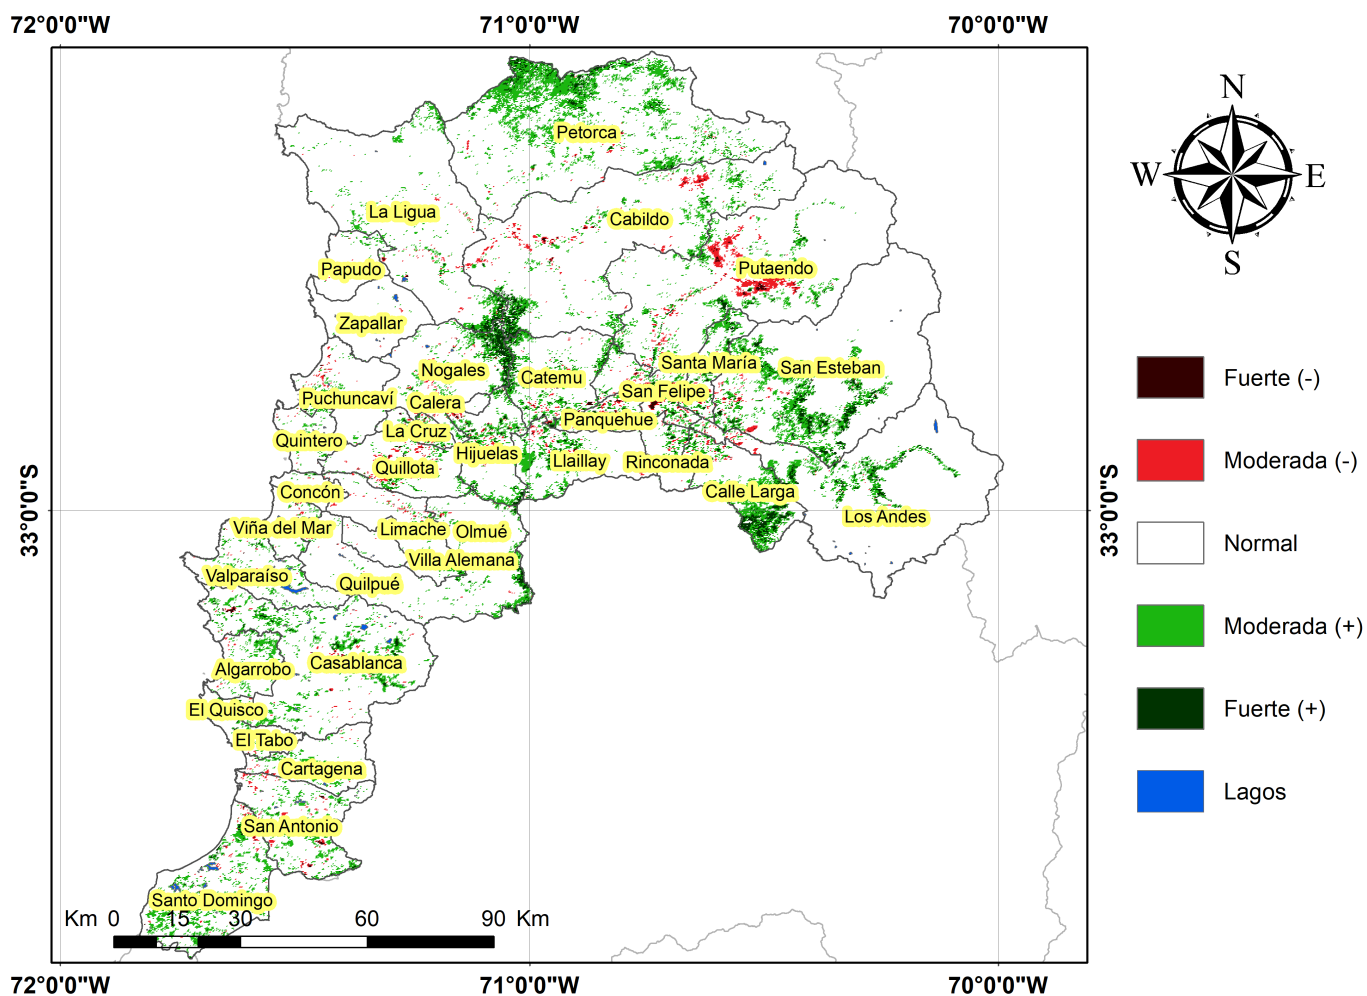 72°0'0"W 71°0'0"W 70°0'0"W
N
W E
S
Petorca
La Ligua
Cabildo
Papudo
Putaendo
Zapallar
Nogales
Catemu
Santa María
San Esteban
Puchuncaví
Calera
San Felipe
Panquehue
Quintero
La Cruz
Hijuelas
Llaillay
Rinconada
Quillota
Concón
Calle Larga
Los Andes
Viña del Mar
Limache
Olmué
Villa Alemana
Valparaíso
Quilpué
Algarrobo
Casablanca
El Quisco
El Tabo
Cartagena
San Antonio
Santo Domingo
33°0'0"S
33°0'0"S
Fuerte (-)
Moderada (-)
Normal
Moderada (+)
Fuerte (+)
Lagos
Km 0 15 30 60 90 Km
72°0'0"W 71°0'0"W 70°0'0"W